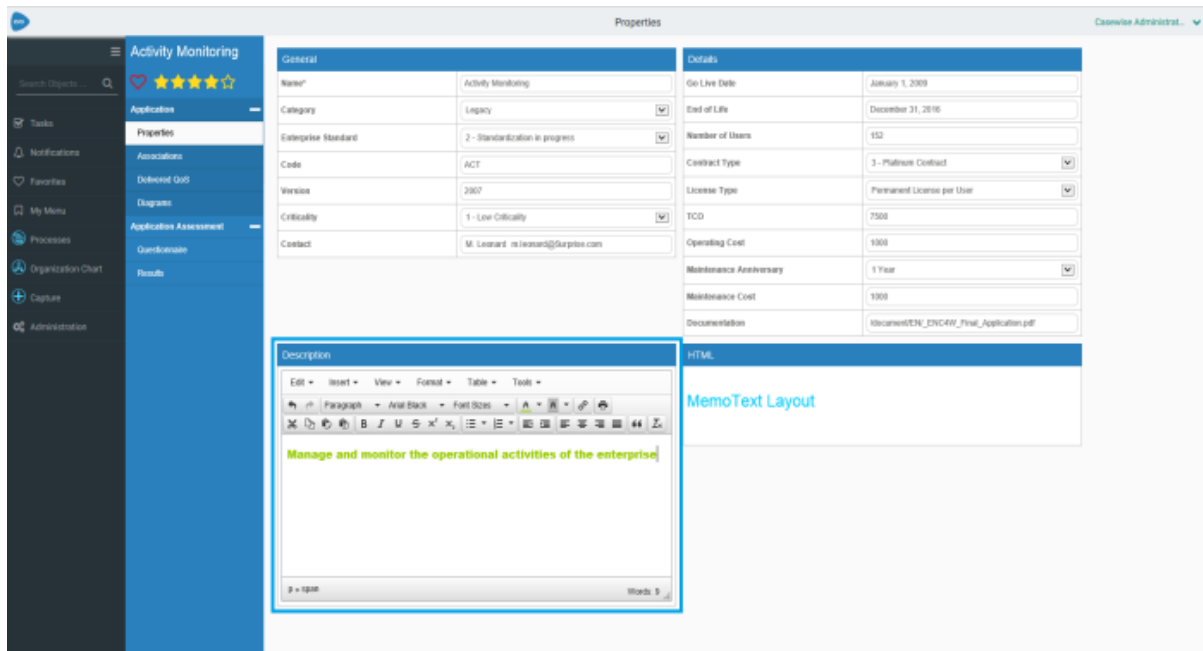 Properties
Casewise Administrat...
Search Objects...
Tasks
Notifications
Favorites
My Menu
Processes
Organization Chart
Capture
Administration
Activity Monitoring
Application
Properties
Associations
Delivered QoS
Diagrams
Application Assessment
Questionnaire
Results
General
Name* Activity Monitoring
Category Legacy
Enterprise Standard 2 - Standardization in progress
Code ACT
Version 2007
Criticality 1 - Low Criticality
Contact M. Leonard m.leonard@Surprise.com
Details
Go Live Date January 1, 2009
End of Life December 31, 2016
Number of Users 152
Contract Type 3 - Platinum Contract
License Type Permanent License per User
TCO 7500
Operating Cost 1000
Maintenance Anniversary 1 Year
Maintenance Cost 1000
Documentation /document/EN/_ENC4W_Final_Application.pdf
Description
Edit Insert View Format Table Tools
Paragraph Arial Black Font Sizes A A
B I U S x² x₂
Manage and monitor the operational activities of the enterprise
p » span Words: 9
HTML
MemoText Layout